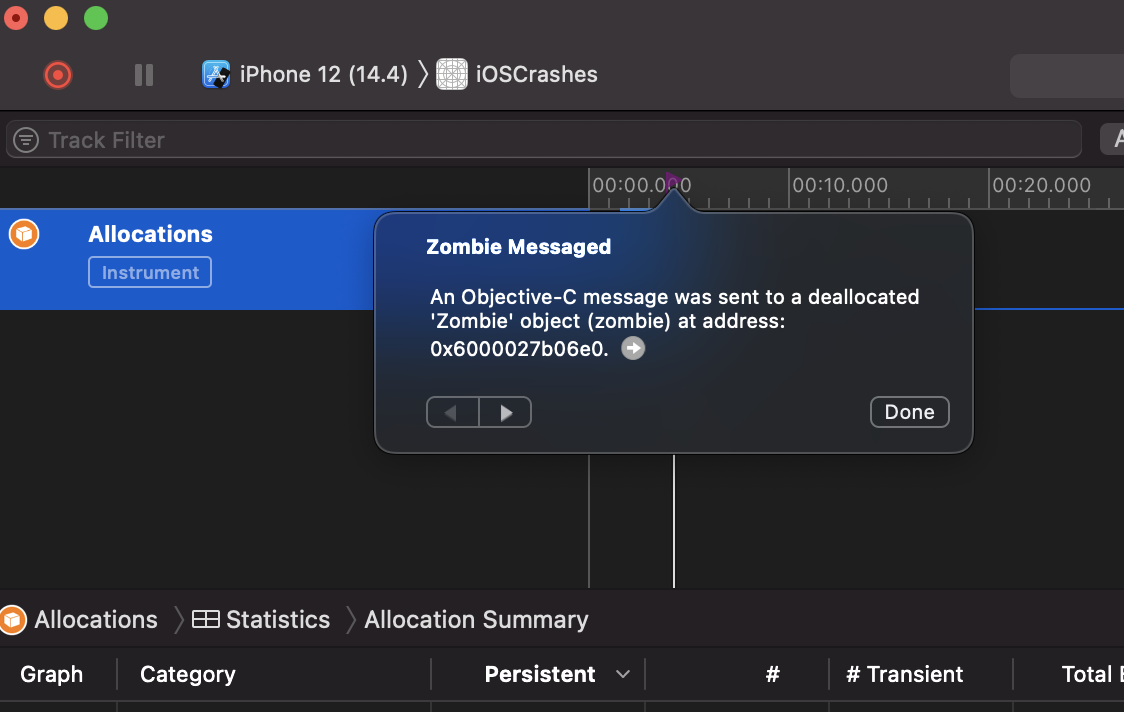 iPhone 12 (14.4) 〉 iOSCrashes
Track Filter
00:00.000 00:10.000 00:20.000
Allocations
Instrument
Zombie Messaged
An Objective-C message was sent to a deallocated
'Zombie' object (zombie) at address:
0x6000027b06e0.
Done
Allocations 〉 Statistics 〉 Allocation Summary
Graph Category Persistent # # Transient Total